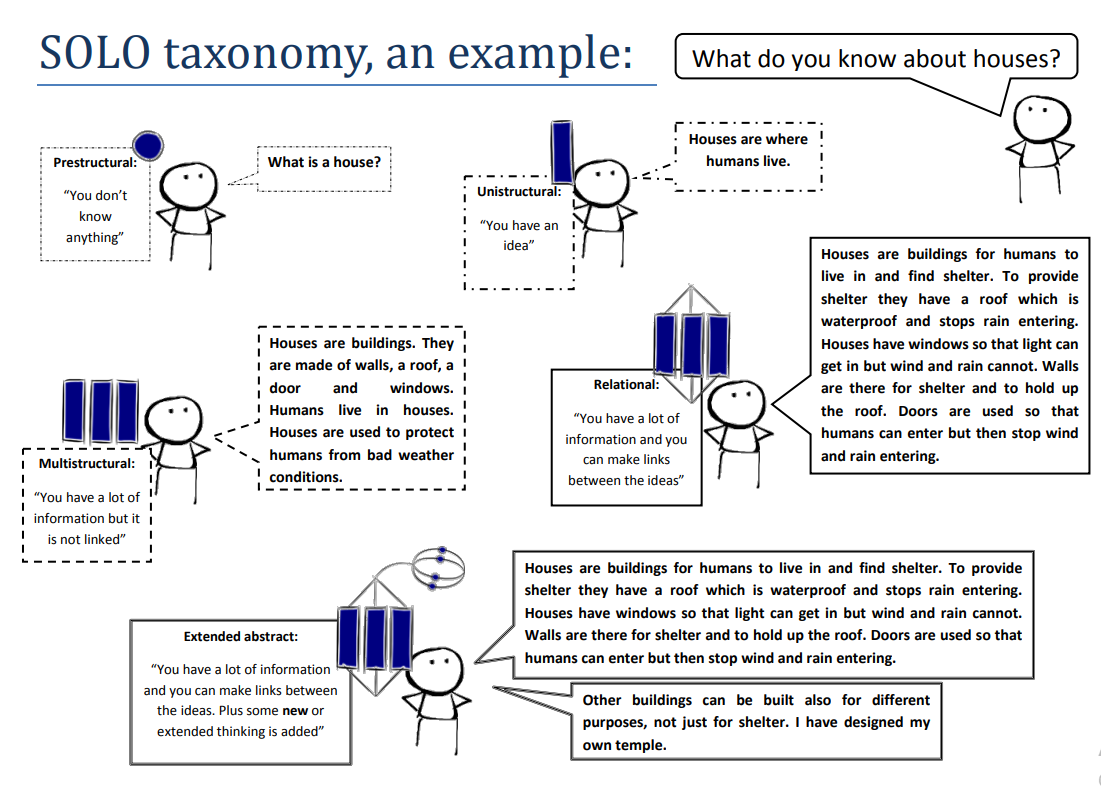 SOLO taxonomy, an example:
What do you know about houses?
Prestructural:
“You don’t
know
anything”
What is a house?
Unistructural:
“You have an
idea”
Houses are where
humans live.
Multistructural:
“You have a lot of
information but it
is not linked”
Houses are buildings. They
are made of walls, a roof, a
door and windows.
Humans live in houses.
Houses are used to protect
humans from bad weather
conditions.
Relational:
“You have a lot of
information and you
can make links
between the ideas”
Houses are buildings for humans to
live in and find shelter. To provide
shelter they have a roof which is
waterproof and stops rain entering.
Houses have windows so that light can
get in but wind and rain cannot. Walls
are there for shelter and to hold up
the roof. Doors are used so that
humans can enter but then stop wind
and rain entering.
Extended abstract:
“You have a lot of information
and you can make links between
the ideas. Plus some new or
extended thinking is added”
Houses are buildings for humans to live in and find shelter. To provide
shelter they have a roof which is waterproof and stops rain entering.
Houses have windows so that light can get in but wind and rain cannot.
Walls are there for shelter and to hold up the roof. Doors are used so that
humans can enter but then stop wind and rain entering.
Other buildings can be built also for different
purposes, not just for shelter. I have designed my
own temple.